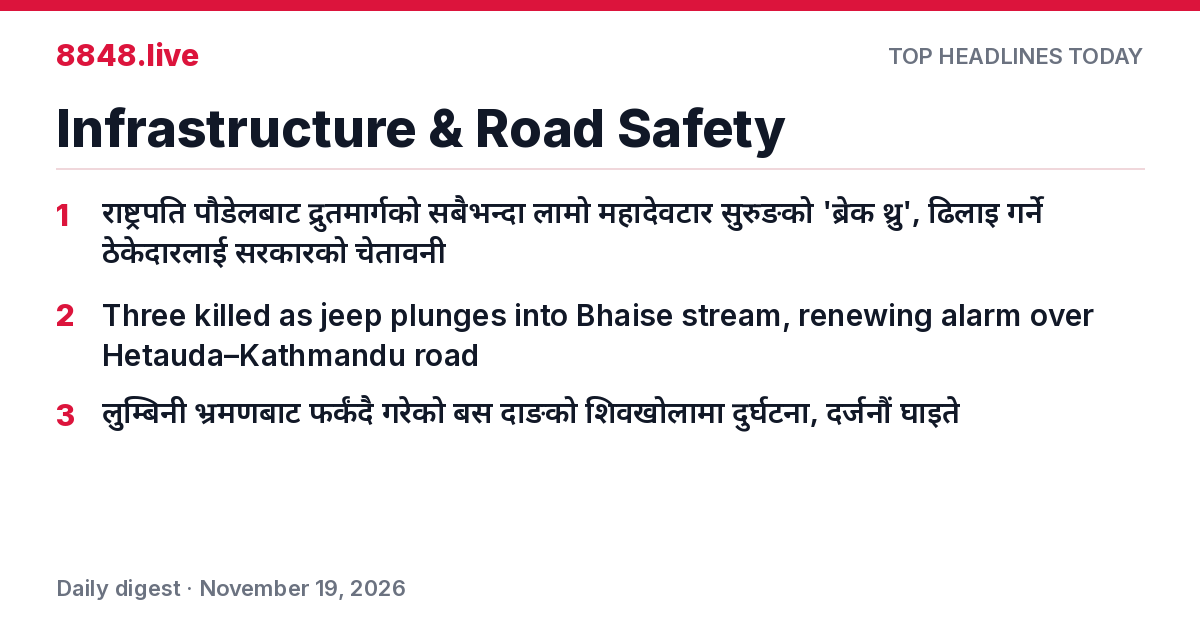 8848.live
TOP HEADLINES TODAY
Infrastructure & Road Safety
1 राष्ट्रपति पौडेलबाट द्रुतमार्गको सबैभन्दा लामो महादेवटार सुरुङको 'ब्रेक थ्रु', ढिलाइ गर्ने
ठेकेदारलाई सरकारको चेतावनी
2 Three killed as jeep plunges into Bhaise stream, renewing alarm over
Hetauda–Kathmandu road
3 लुम्बिनी भ्रमणबाट फर्कंदै गरेको बस दाङको शिवखोलामा दुर्घटना, दर्जनौं घाइते
Daily digest · November 19, 2026